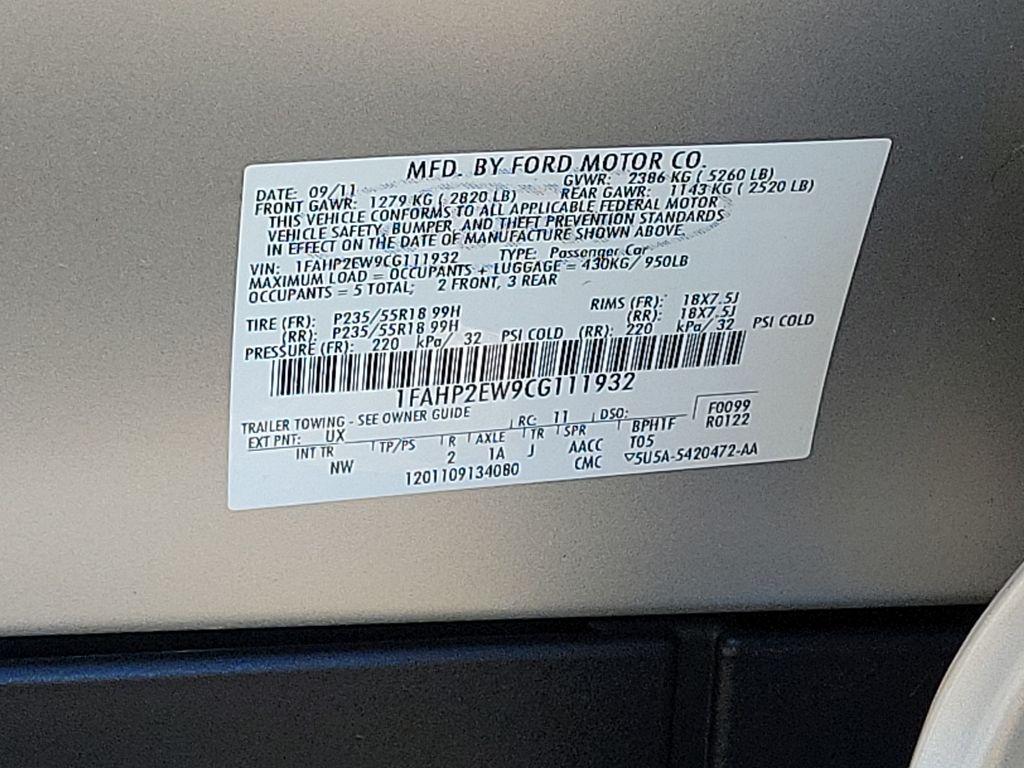 MFD. BY FORD MOTOR CO.
DATE: 09/11 GVWR: 2386 KG ( 5260 LB)
FRONT GAWR: 1279 KG ( 2820 LB) REAR GAWR: 1143 KG ( 2520 LB)
THIS VEHICLE CONFORMS TO ALL APPLICABLE FEDERAL MOTOR
VEHICLE SAFETY, BUMPER, AND THEFT PREVENTION STANDARDS
IN EFFECT ON THE DATE OF MANUFACTURE SHOWN ABOVE.
VIN: 1FAHP2EW9CG111932 TYPE: Passenger Car
MAXIMUM LOAD = OCCUPANTS + LUGGAGE = 430KG/ 950LB
OCCUPANTS = 5 TOTAL; 2 FRONT, 3 REAR
TIRE (FR): P235/55R18 99H RIMS (FR): 18X7.5J
(RR): P235/55R18 99H (RR): 18X7.5J
PRESSURE (FR): 220 kPa/ 32 PSI COLD (RR): 220 kPa/ 32 PSI COLD
1FAHP2EW9CG111932
TRAILER TOWING - SEE OWNER GUIDE
EXT PNT: UX RC: 11 DSO: F0099
INT TR TP/PS R AXLE TR SPR BPHTF R0122
NW 2 1A J AACC T05
1201109134080 CMC 5U5A-5420472-AA